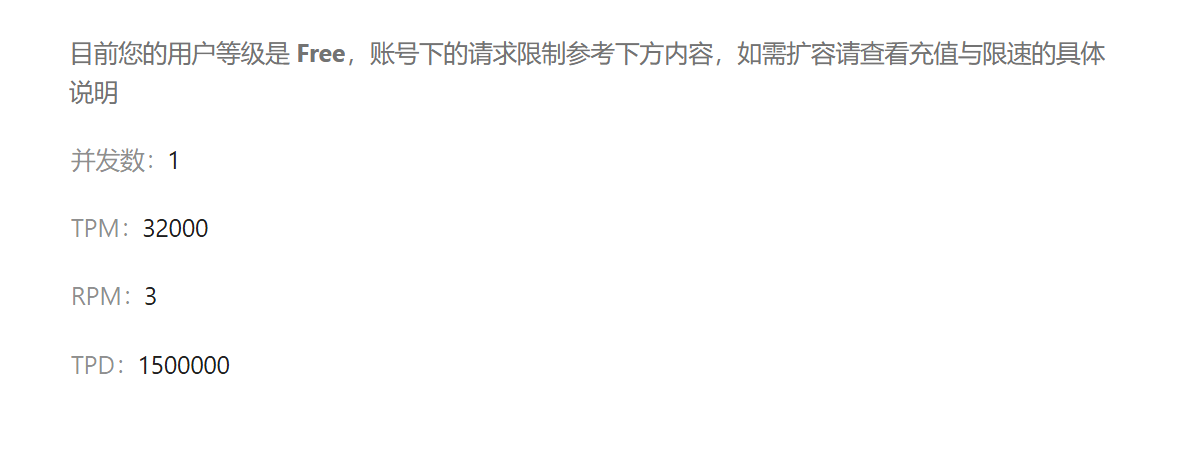 目前您的用户等级是 Free，账号下的请求限制参考下方内容，如需扩容请查看充值与限速的具体
说明
并发数：1
TPM：32000
RPM：3
TPD：1500000